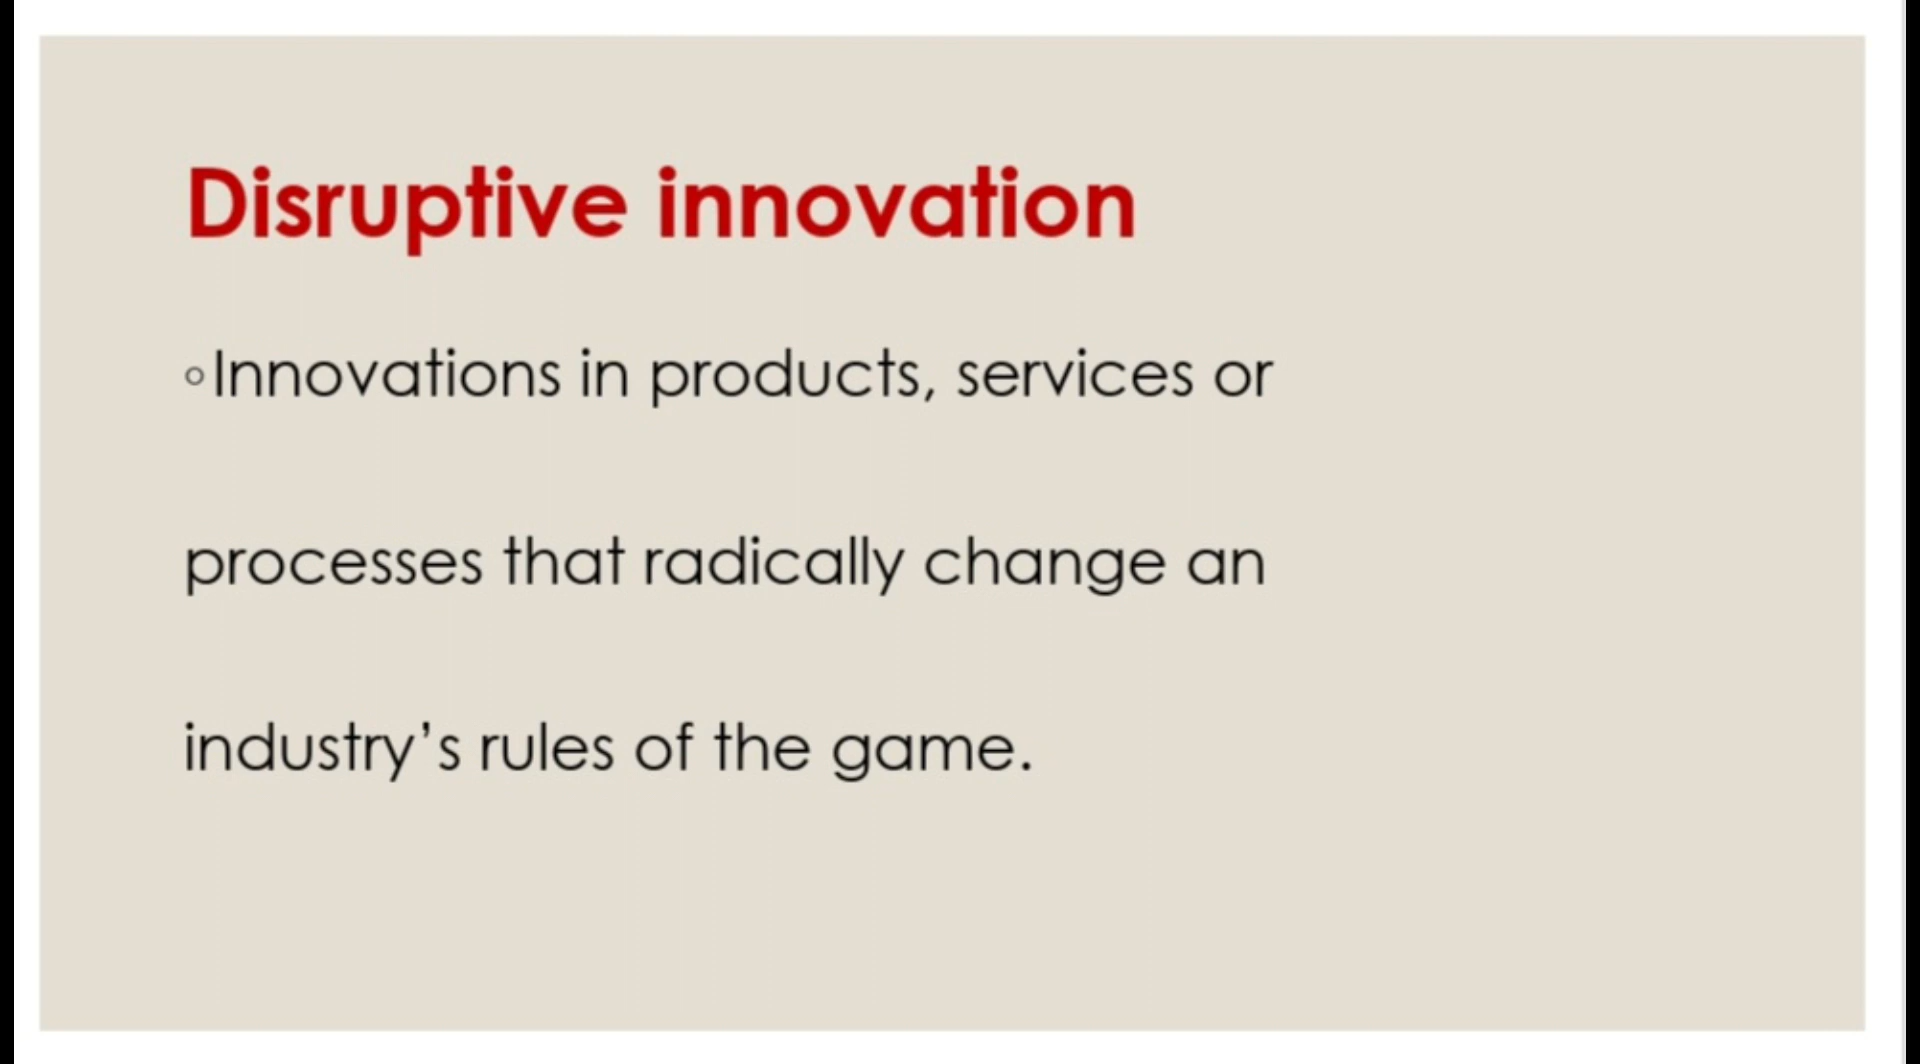 Disruptive innovation
◦Innovations in products, services or
processes that radically change an
industry’s rules of the game.